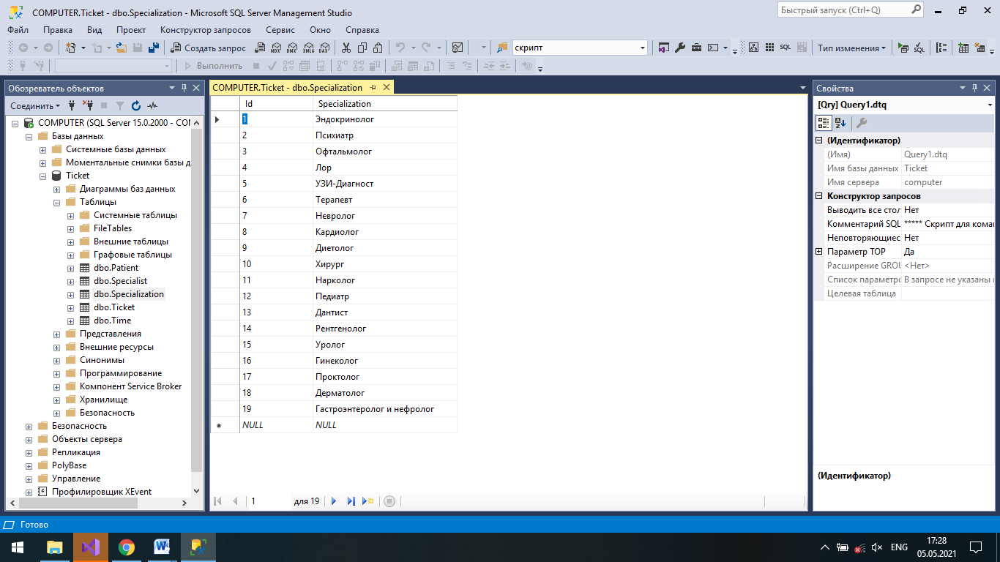 COMPUTER.Ticket - dbo.Specialization - Microsoft SQL Server Management Studio
Быстрый запуск (Ctrl+Q)
Файл Правка Вид Проект Конструктор запросов Сервис Окно Справка
Создать запрос
MDX DMX XMLA DAX
скрипт
SQL
Тип изменения
Выполнить
Обозреватель объектов
Соединить
COMPUTER (SQL Server 15.0.2000 - COM
Базы данных
Системные базы данных
Моментальные снимки базы д
Ticket
Диаграммы баз данных
Таблицы
Системные таблицы
FileTables
Внешние таблицы
Графовые таблицы
dbo.Patient
dbo.Specialist
dbo.Specialization
dbo.Ticket
dbo.Time
Представления
Внешние ресурсы
Синонимы
Программирование
Компонент Service Broker
Хранилище
Безопасность
Безопасность
Объекты сервера
Репликация
PolyBase
Управление
Профилировщик XEvent
COMPUTER.Ticket - dbo.Specialization
Id Specialization
1 Эндокринолог
2 Психиатр
3 Офтальмолог
4 Лор
5 УЗИ-Диагност
6 Терапевт
7 Невролог
8 Кардиолог
9 Диетолог
10 Хирург
11 Нарколог
12 Педиатр
13 Дантист
14 Рентгенолог
15 Уролог
16 Гинеколог
17 Проктолог
18 Дерматолог
19 Гастроэнтеролог и нефролог
NULL NULL
1 для 19
Свойства
[Qry] Query1.dtq
(Идентификатор)
(Имя) Query1.dtq
Имя базы данных Ticket
Имя сервера computer
Конструктор запросов
Выводить все стол Нет
Комментарий SQL ***** Скрипт для кома
Неповторяющиес Нет
Параметр TOP Да
Расширение GROU <Нет>
Список параметро В запросе не указаны
Целевая таблица
(Идентификатор)
Готово
ENG
17:28
05.05.2021